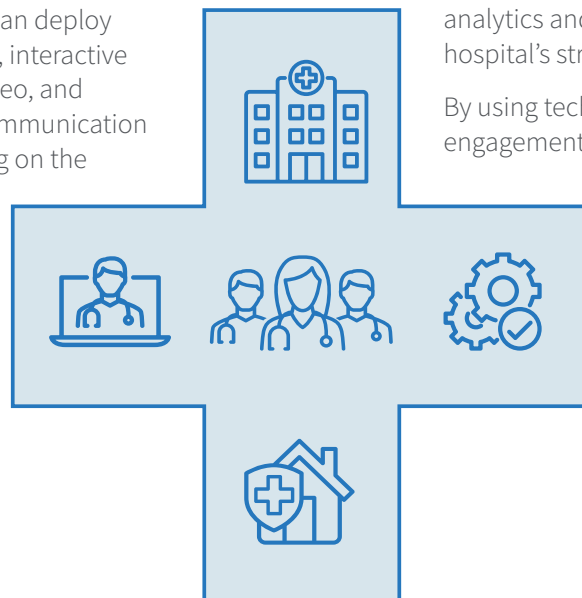 an deploy
, interactive
eo, and
mmunication
g on the
analytics and
hospital’s str
By using tech
engagement